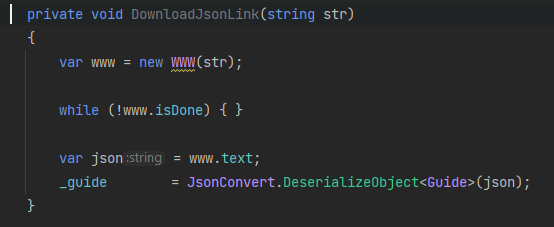 private void DownloadJsonLink(string str)
{
var www = new WWW(str);
while (!www.isDone) { }
var json :string = www.text;
_guide = JsonConvert.DeserializeObject<Guide>(json);
}